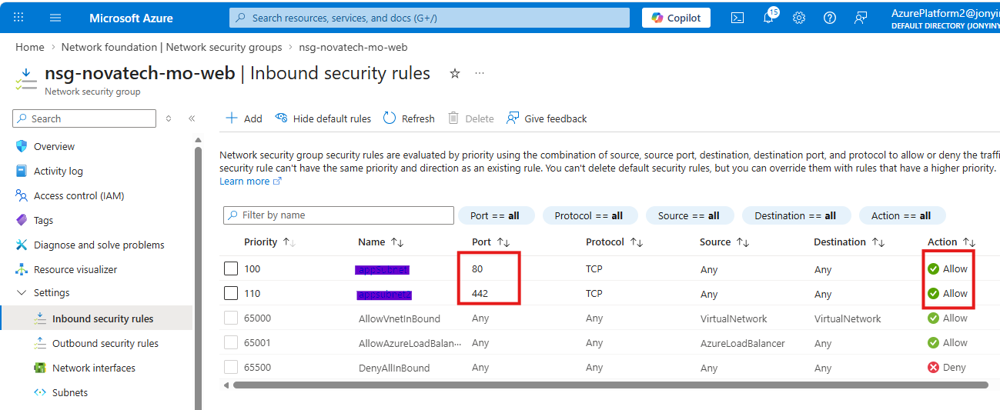 Microsoft Azure
Search resources, services, and docs (G+/)
Copilot
15
AzurePlatform2@jonyin
DEFAULT DIRECTORY (JONYINY
Home > Network foundation | Network security groups > nsg-novatech-mo-web
nsg-novatech-mo-web | Inbound security rules
Network security group
Search
Add
Hide default rules
Refresh
Delete
Give feedback
Overview
Activity log
Access control (IAM)
Tags
Diagnose and solve problems
Resource visualizer
Settings
Inbound security rules
Outbound security rules
Network interfaces
Subnets
Network security group security rules are evaluated by priority using the combination of source, source port, destination, destination port, and protocol to allow or deny the traffi
security rule can't have the same priority and direction as an existing rule. You can't delete default security rules, but you can override them with rules that have a higher priority.
Learn more
Filter by name
Port == all
Protocol == all
Source == all
Destination == all
Action == all
Priority Name Port Protocol Source Destination Action
100 appSubnet 80 TCP Any Any Allow
110 appsubnet2 442 TCP Any Any Allow
65000 AllowVnetInBound Any Any VirtualNetwork VirtualNetwork Allow
65001 AllowAzureLoadBalan... Any Any AzureLoadBalancer Any Allow
65500 DenyAllInBound Any Any Any Any Deny